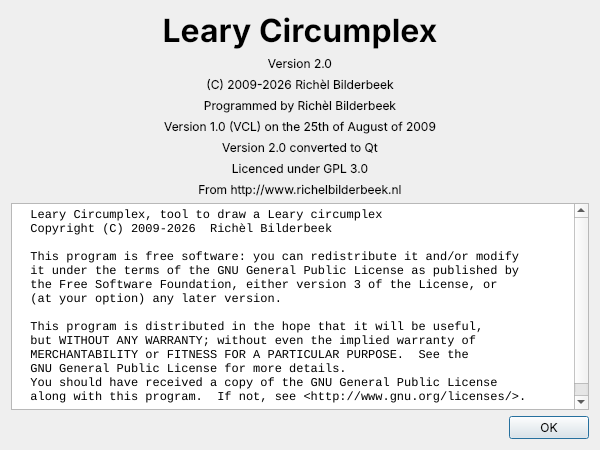 Leary Circumplex
Version 2.0
(C) 2009-2026 Richèl Bilderbeek
Programmed by Richèl Bilderbeek
Version 1.0 (VCL) on the 25th of August of 2009
Version 2.0 converted to Qt
Licenced under GPL 3.0
From http://www.richelbilderbeek.nl
Leary Circumplex, tool to draw a Leary circumplex
Copyright (C) 2009-2026  Richèl Bilderbeek
This program is free software: you can redistribute it and/or modify
it under the terms of the GNU General Public License as published by
the Free Software Foundation, either version 3 of the License, or
(at your option) any later version.
This program is distributed in the hope that it will be useful,
but WITHOUT ANY WARRANTY; without even the implied warranty of
MERCHANTABILITY or FITNESS FOR A PARTICULAR PURPOSE.  See the
GNU General Public License for more details.
You should have received a copy of the GNU General Public License
along with this program.  If not, see <http://www.gnu.org/licenses/>.
OK